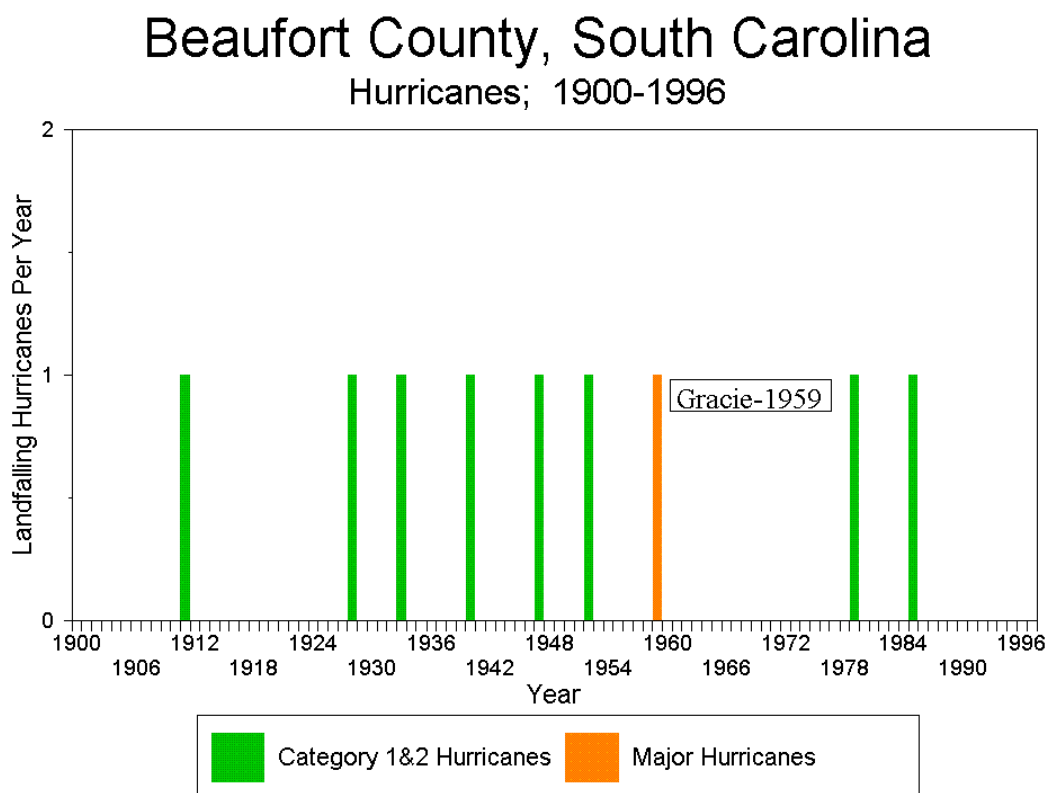 Beaufort County, South Carolina
Hurricanes; 1900-1996
Landfalling Hurricanes Per Year
2
1
0
Gracie-1959
1900 1912 1924 1936 1948 1960 1972 1984 1996
1906 1918 1930 1942 1954 1966 1978 1990
Year
Category 1&2 Hurricanes Major Hurricanes